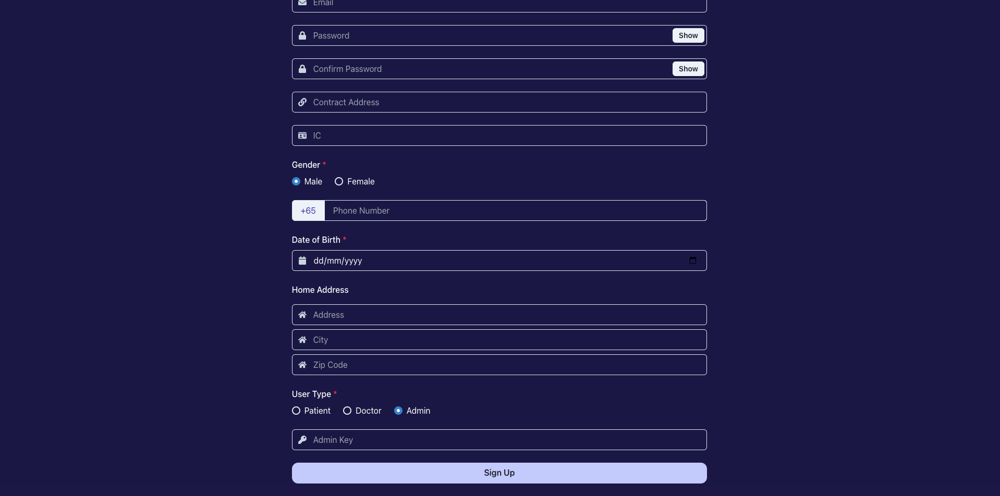 Email
Password
Show
Confirm Password
Show
Contract Address
IC
Gender *
Male
Female
+65
Phone Number
Date of Birth *
dd/mm/yyyy
Home Address
Address
City
Zip Code
User Type *
Patient
Doctor
Admin
Admin Key
Sign Up